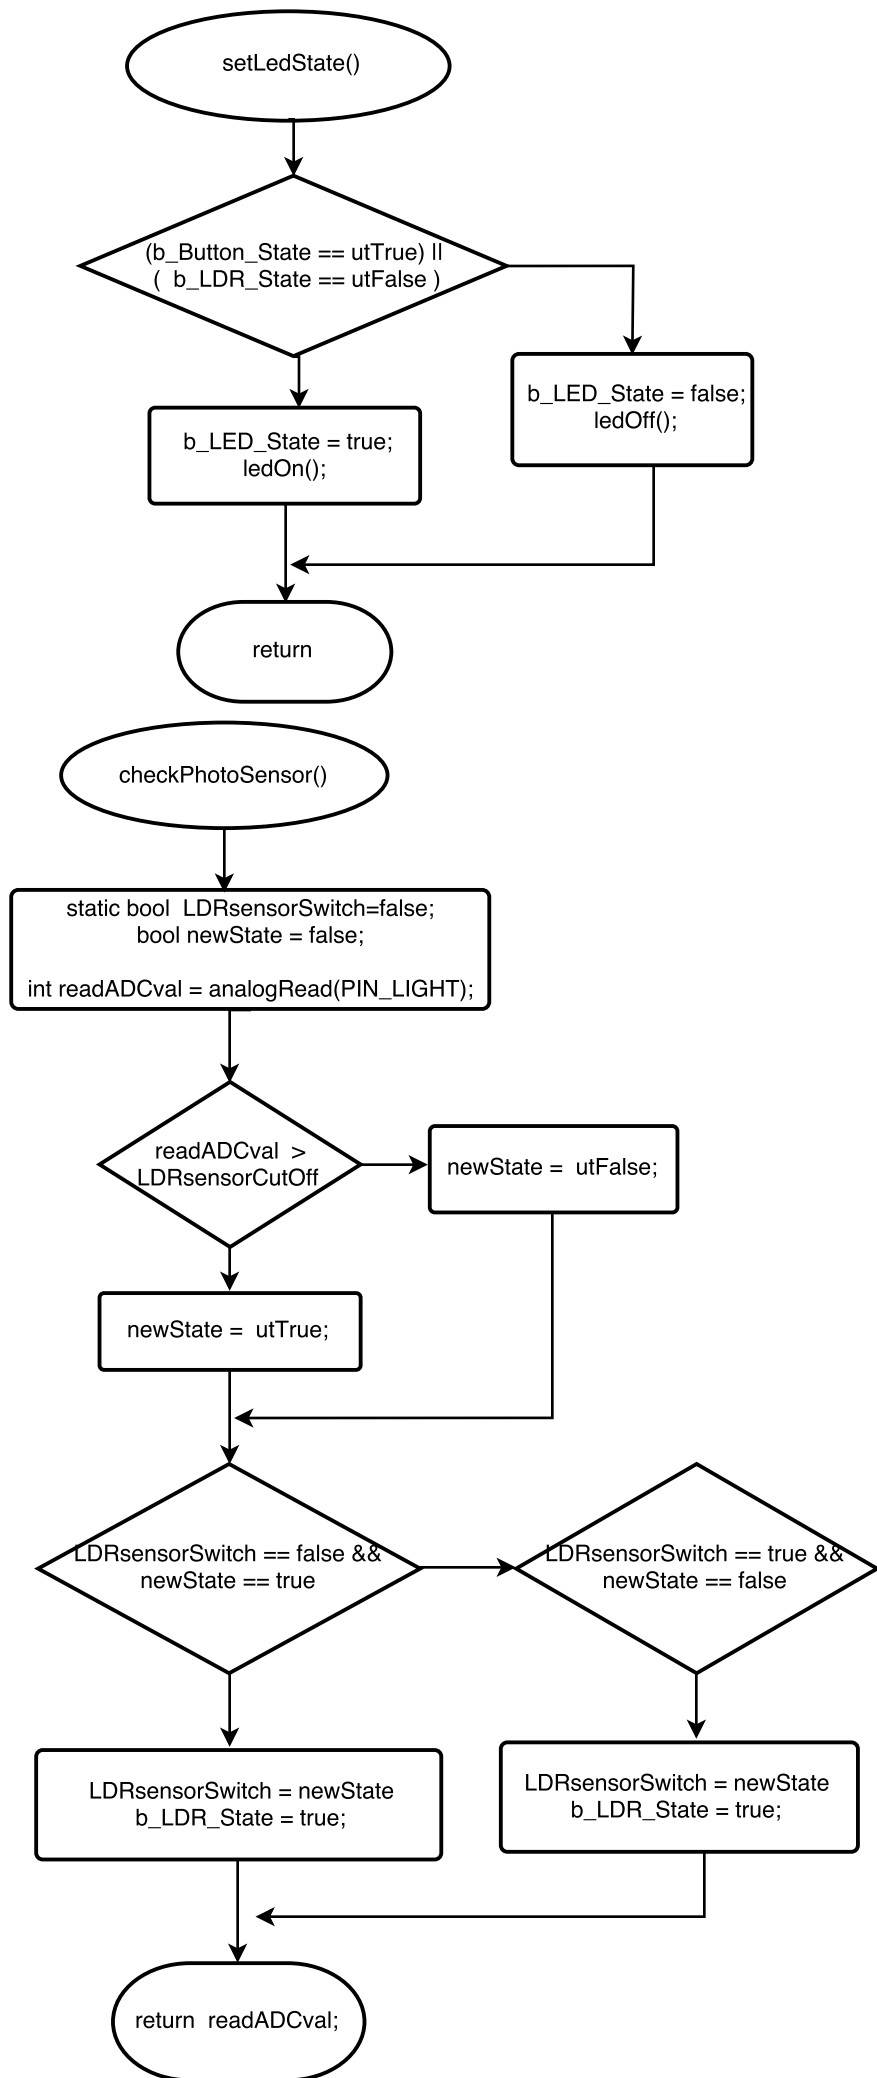 setLedState()
(b_Button_State == utTrue) ||
( b_LDR_State == utFalse )
b_LED_State = false;
ledOff();
b_LED_State = true;
ledOn();
return
checkPhotoSensor()
static bool LDRsensorSwitch=false;
bool newState = false;
int readADCval = analogRead(PIN_LIGHT);
readADCval >
LDRsensorCutOff
newState = utFalse;
newState = utTrue;
LDRsensorSwitch == false &&
newState == true
LDRsensorSwitch == true &&
newState == false
LDRsensorSwitch = newState
b_LDR_State = true;
LDRsensorSwitch = newState
b_LDR_State = true;
return readADCval;